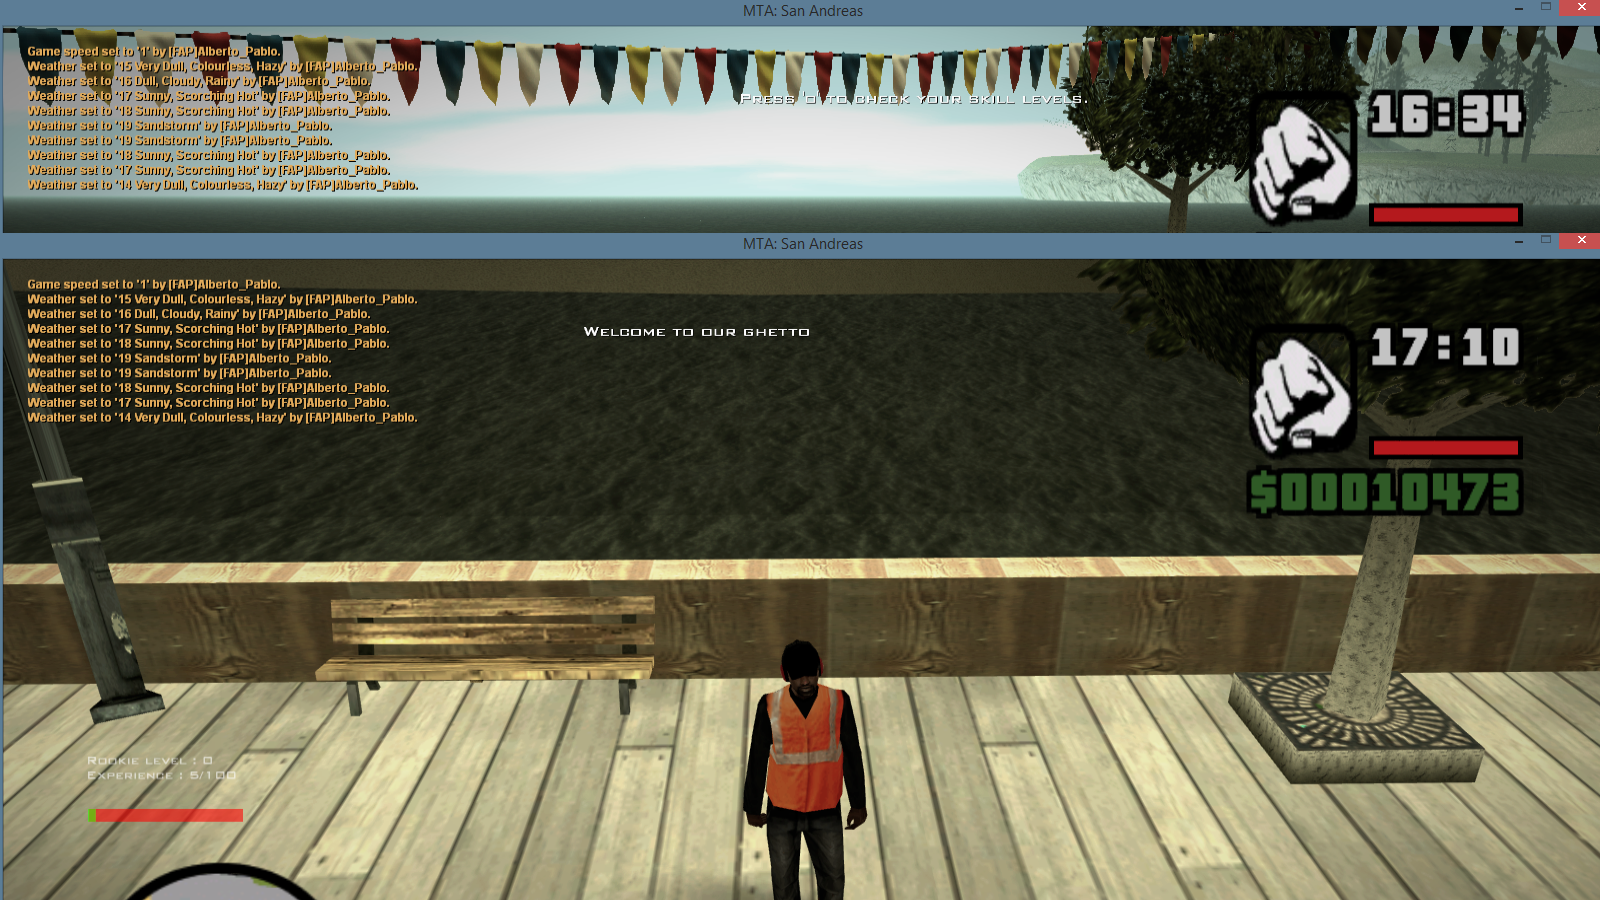 MTA: San Andreas
Game speed set to '1' by [FAP]Alberto_Pablo.
Weather set to '15 Very Dull, Colourless, Hazy' by [FAP]Alberto_Pablo.
Weather set to '16 Dull, Cloudy, Rainy' by [FAP]Alberto_Pablo.
Weather set to '17 Sunny, Scorching Hot' by [FAP]Alberto_Pablo.
Weather set to '18 Sunny, Scorching Hot' by [FAP]Alberto_Pablo.
Weather set to '19 Sandstorm' by [FAP]Alberto_Pablo.
Weather set to '19 Sandstorm' by [FAP]Alberto_Pablo.
Weather set to '18 Sunny, Scorching Hot' by [FAP]Alberto_Pablo.
Weather set to '17 Sunny, Scorching Hot' by [FAP]Alberto_Pablo.
Weather set to '14 Very Dull, Colourless, Hazy' by [FAP]Alberto_Pablo.
Press 'O' to check your skill levels.
16:34
MTA: San Andreas
Game speed set to '1' by [FAP]Alberto_Pablo.
Weather set to '15 Very Dull, Colourless, Hazy' by [FAP]Alberto_Pablo.
Weather set to '16 Dull, Cloudy, Rainy' by [FAP]Alberto_Pablo.
Weather set to '17 Sunny, Scorching Hot' by [FAP]Alberto_Pablo.
Weather set to '18 Sunny, Scorching Hot' by [FAP]Alberto_Pablo.
Weather set to '19 Sandstorm' by [FAP]Alberto_Pablo.
Weather set to '19 Sandstorm' by [FAP]Alberto_Pablo.
Weather set to '18 Sunny, Scorching Hot' by [FAP]Alberto_Pablo.
Weather set to '17 Sunny, Scorching Hot' by [FAP]Alberto_Pablo.
Weather set to '14 Very Dull, Colourless, Hazy' by [FAP]Alberto_Pablo.
Welcome to our ghetto
17:10
$00010473
Rookie level : 0
Experience : 5/100